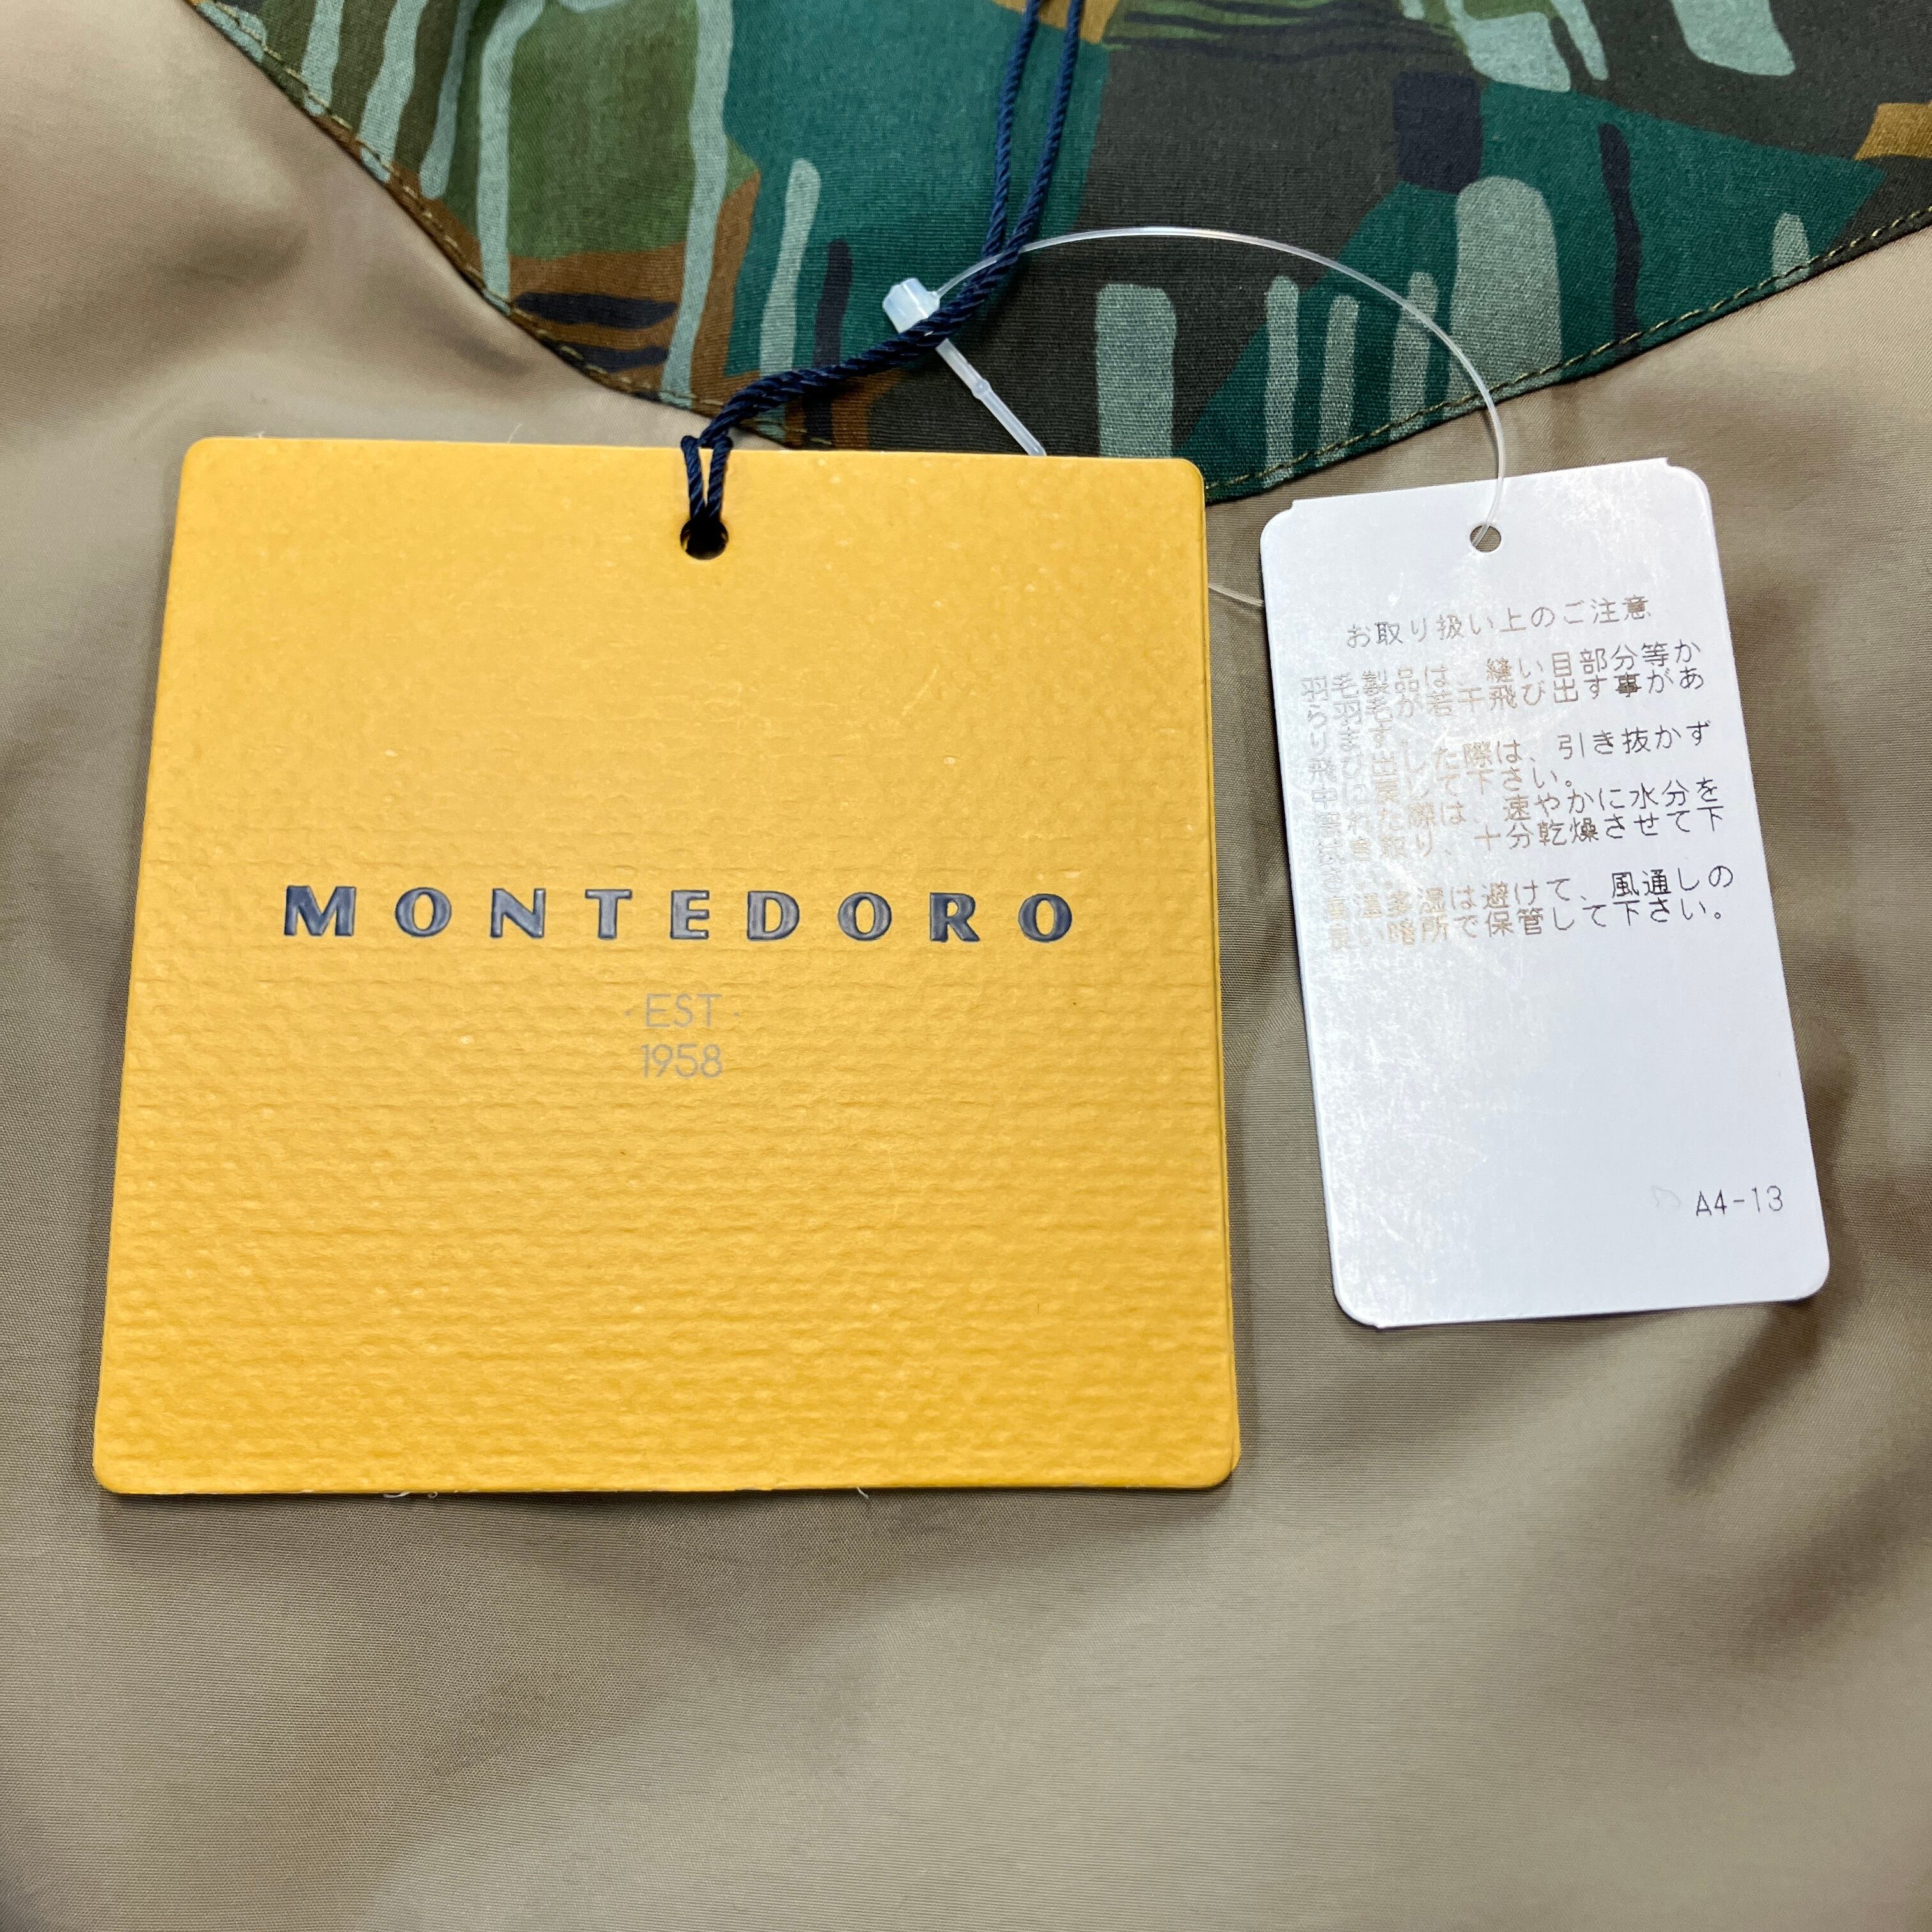 MONTEDORO
·EST·
1958
お取り扱い上のご注意
羽毛製品は、縫い目部分等か
ら羽毛が若干飛び出す事があ
ります
飛び出した際は、引き抜かず
中に戻して下さい。
濡れた際は、速やかに水分を
拭き取り、十分乾燥させて下
さ
高温多湿は避けて、風通しの
良い暗所で保管して下さい。
A4-13